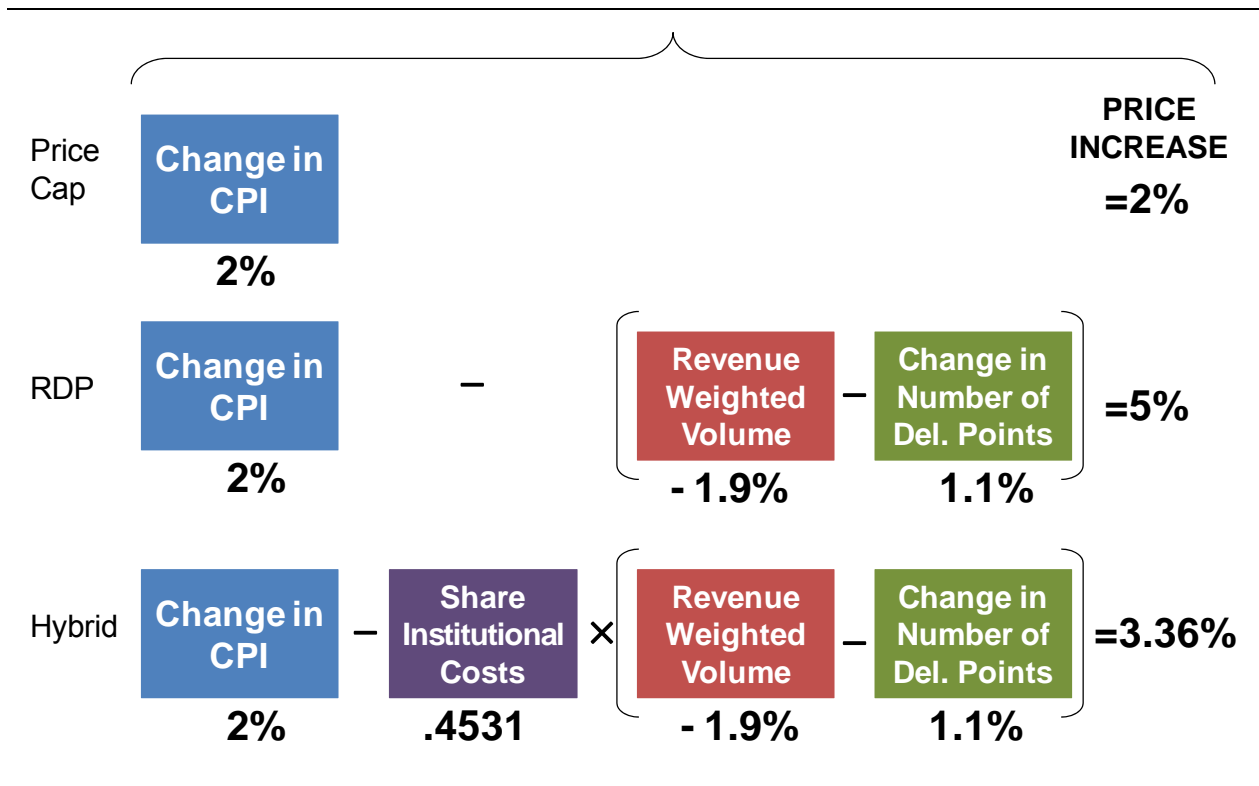 PRICE
INCREASE
Price
Cap
Change in
CPI
=2%
2%
RDP
Change in
CPI
–
Revenue
Weighted
Volume
–
Change in
Number of
Del. Points
=5%
2%
- 1.9%
1.1%
Hybrid
Change in
CPI
–
Share
Institutional
Costs
×
Revenue
Weighted
Volume
–
Change in
Number of
Del. Points
=3.36%
2%
.4531
- 1.9%
1.1%